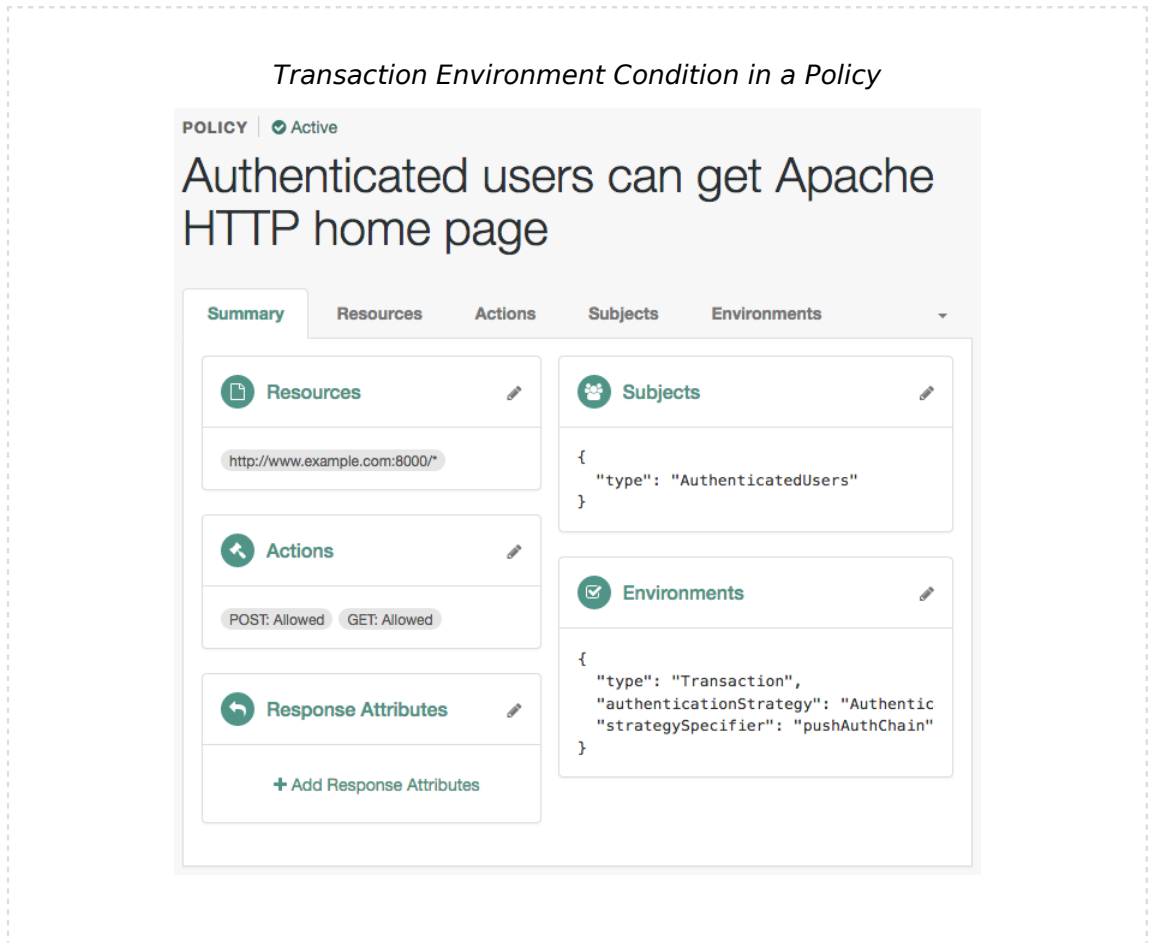 Transaction Environment Condition in a Policy
POLICY Active
Authenticated users can get Apache
HTTP home page
Summary Resources Actions Subjects Environments
Resources
http://www.example.com:8000/*
Actions
POST: Allowed GET: Allowed
Response Attributes
+ Add Response Attributes
Subjects
{
"type": "AuthenticatedUsers"
}
Environments
{
"type": "Transaction",
"authenticationStrategy": "Authentic
"strategySpecifier": "pushAuthChain"
}